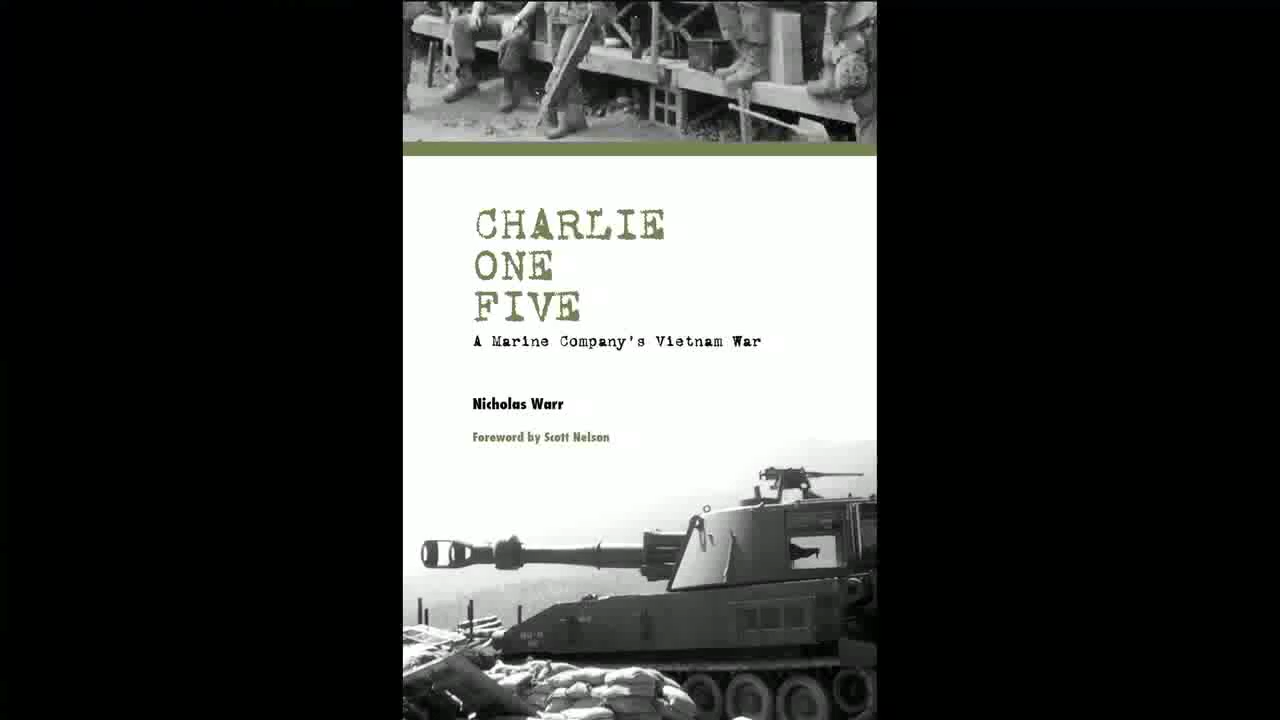 CHARLIE
ONE
FIVE
A Marine Company's Vietnam War
Nicholas Warr
Foreword by Scott Nelson